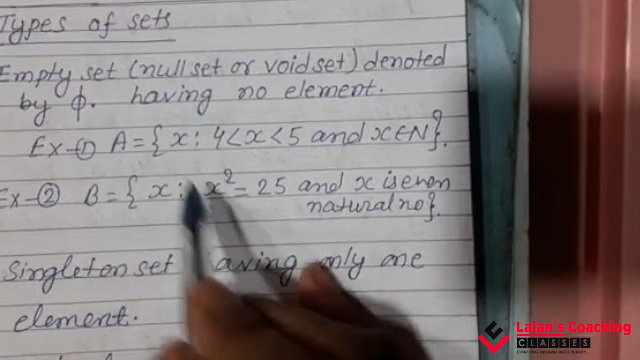 Types of sets
Empty set (null set or void set) denoted
by ϕ. having no element.
Ex-① A = {x: 4<x<5 and x∈N}.
Ex-② B = {x: x² = 25 and x is even
natural no}.
Singleton set having only one
element.
Lalan's Coaching
CLASSES